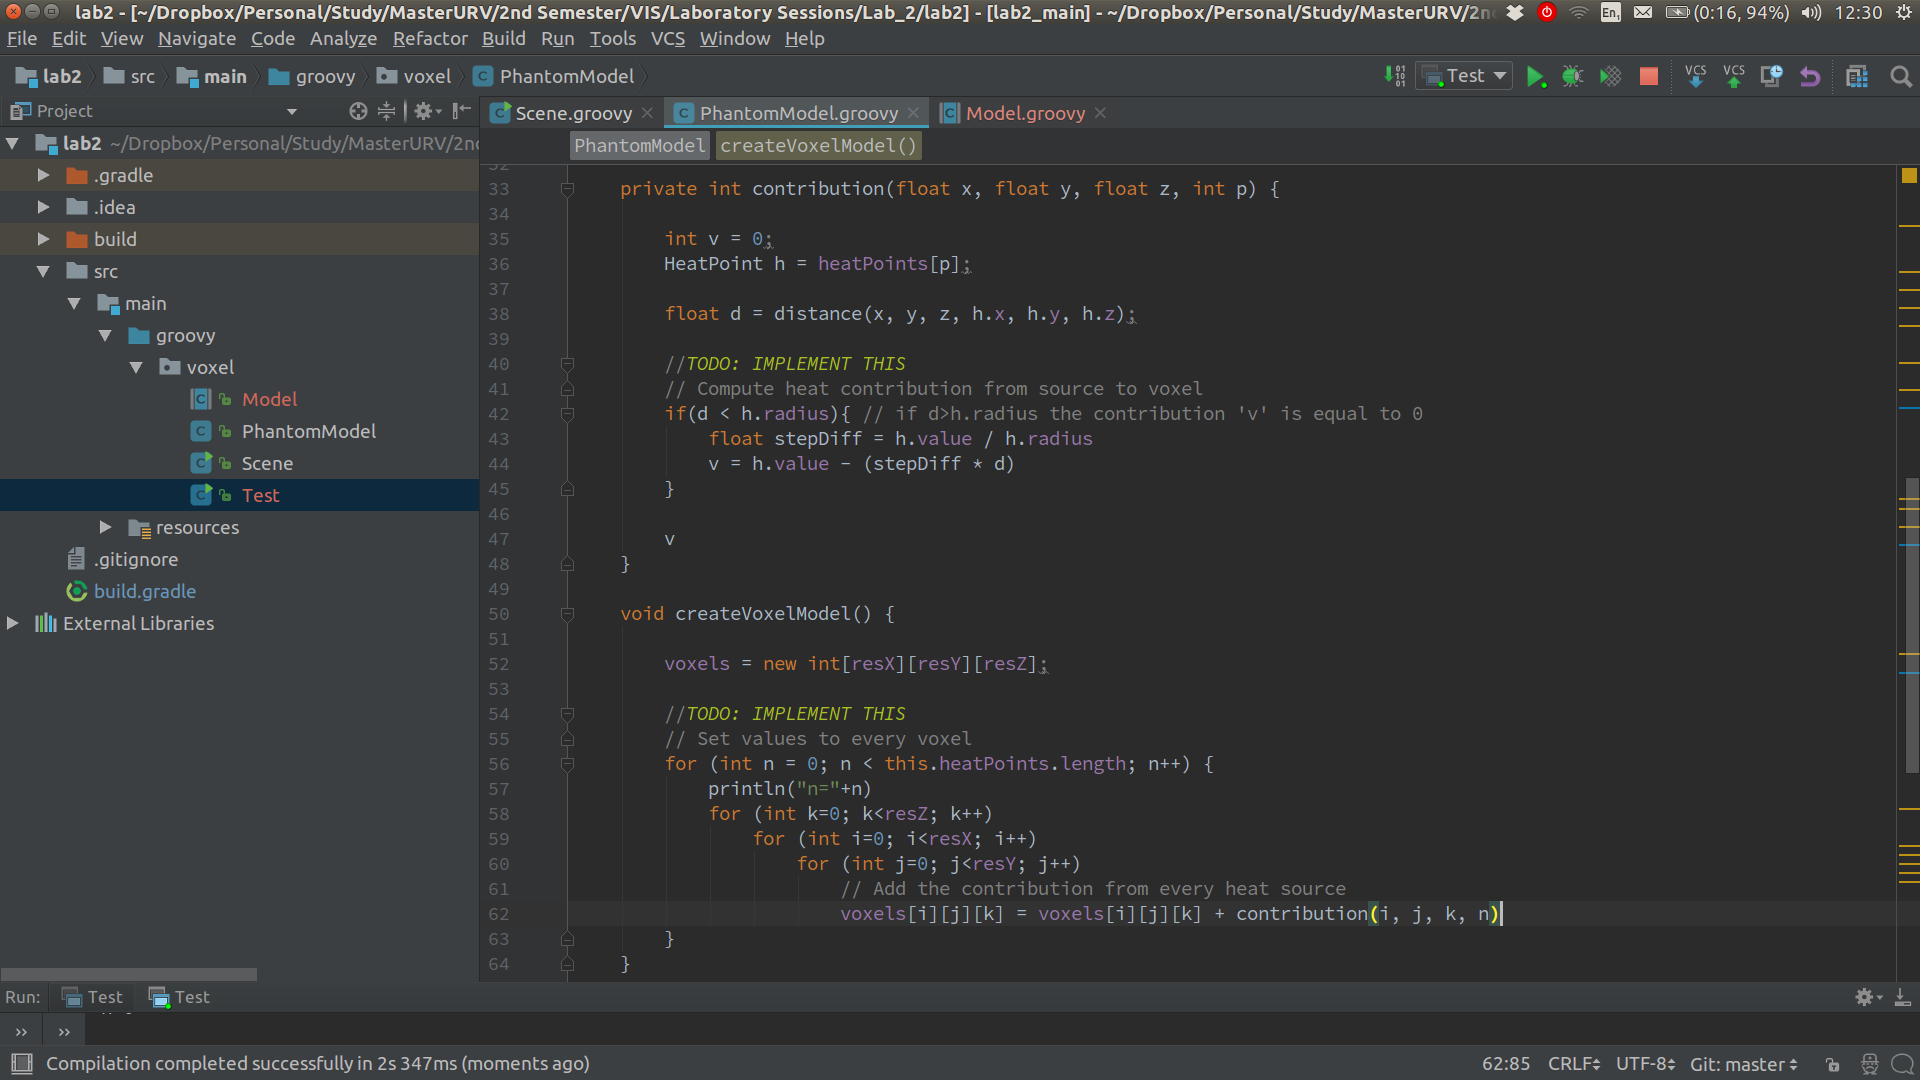 lab2 - [~/Dropbox/Personal/Study/MasterURV/2nd Semester/VIS/Laboratory Sessions/Lab_2/lab2] - [lab2_main] - ~/Dropbox/Personal/Study/MasterURV/2n
En1 (0:16, 94%) 12:30
File Edit View Navigate Code Analyze Refactor Build Run Tools VCS Window Help
lab2 src main groovy voxel PhantomModel Test VCS VCS
Project
Scene.groovy PhantomModel.groovy Model.groovy
PhantomModel createVoxelModel()
lab2 ~/Dropbox/Personal/Study/MasterURV/2n
.gradle
.idea
build
src
main
groovy
voxel
Model
PhantomModel
Scene
Test
resources
.gitignore
build.gradle
External Libraries
32
33 private int contribution(float x, float y, float z, int p) {
34
35 int v = 0;
36 HeatPoint h = heatPoints[p];
37
38 float d = distance(x, y, z, h.x, h.y, h.z);
39
40 //TODO: IMPLEMENT THIS
41 // Compute heat contribution from source to voxel
42 if(d < h.radius){ // if d>h.radius the contribution 'v' is equal to 0
43 float stepDiff = h.value / h.radius
44 v = h.value - (stepDiff * d)
45 }
46
47 v
48 }
49
50 void createVoxelModel() {
51
52 voxels = new int[resX][resY][resZ];
53
54 //TODO: IMPLEMENT THIS
55 // Set values to every voxel
56 for (int n = 0; n < this.heatPoints.length; n++) {
57 println("n="+n)
58 for (int k=0; k<resZ; k++)
59 for (int i=0; i<resX; i++)
60 for (int j=0; j<resY; j++)
61 // Add the contribution from every heat source
62 voxels[i][j][k] = voxels[i][j][k] + contribution(i, j, k, n)
63 }
64 }
Run: Test Test
Compilation completed successfully in 2s 347ms (moments ago)
62:85 CRLF UTF-8 Git: master